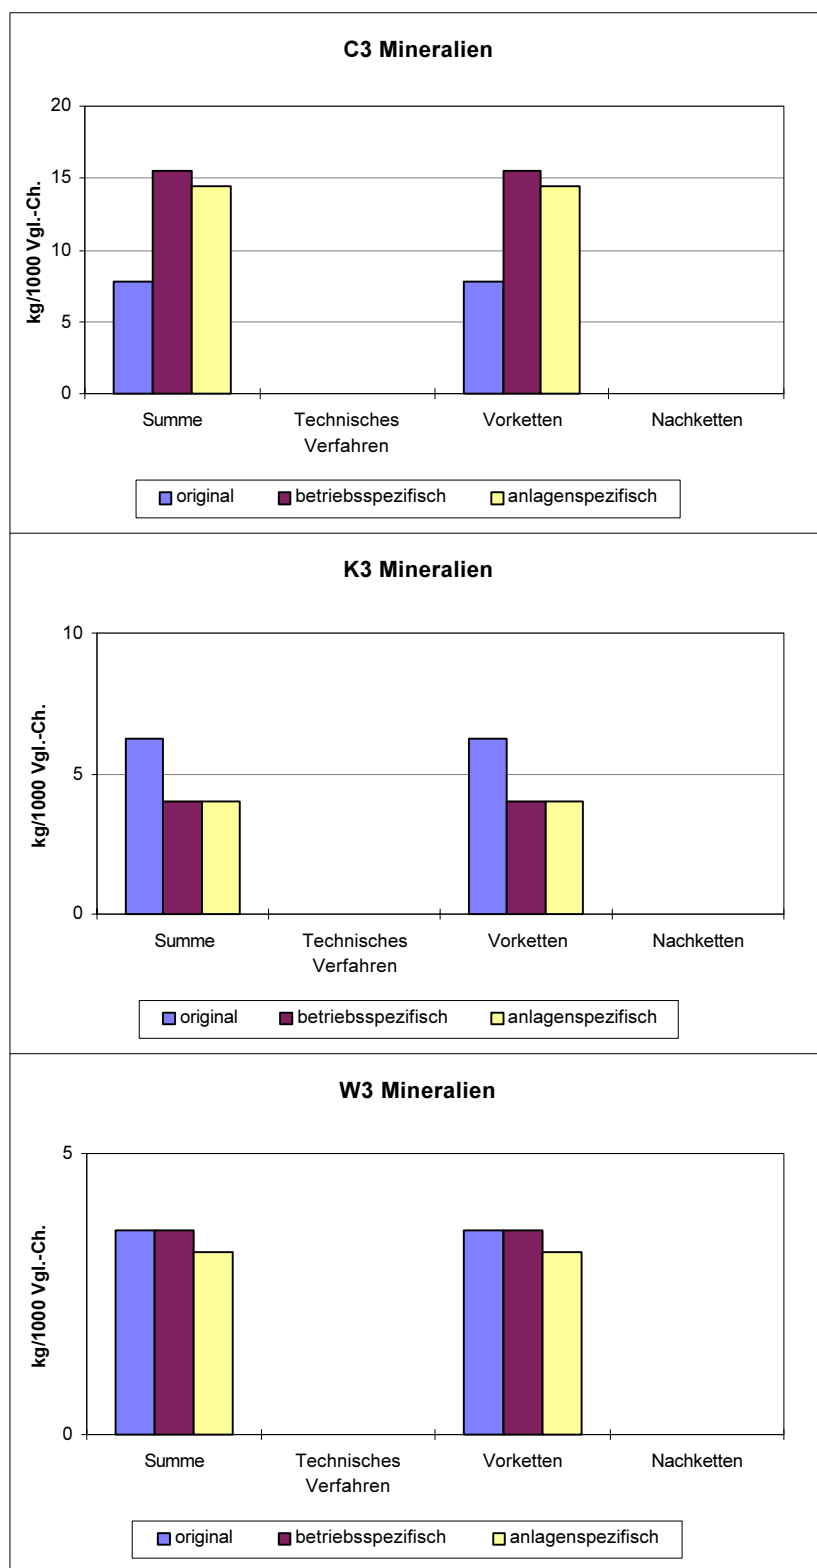 C3 Mineralien
20
15
10
5
0
kg/1000 Vgl.-Ch.
Summe
Technisches
Verfahren
Vorketten
Nachketten
original
betriebsspezifisch
anlagenspezifisch
K3 Mineralien
10
5
0
kg/1000 Vgl.-Ch.
Summe
Technisches
Verfahren
Vorketten
Nachketten
original
betriebsspezifisch
anlagenspezifisch
W3 Mineralien
5
0
kg/1000 Vgl.-Ch.
Summe
Technisches
Verfahren
Vorketten
Nachketten
original
betriebsspezifisch
anlagenspezifisch